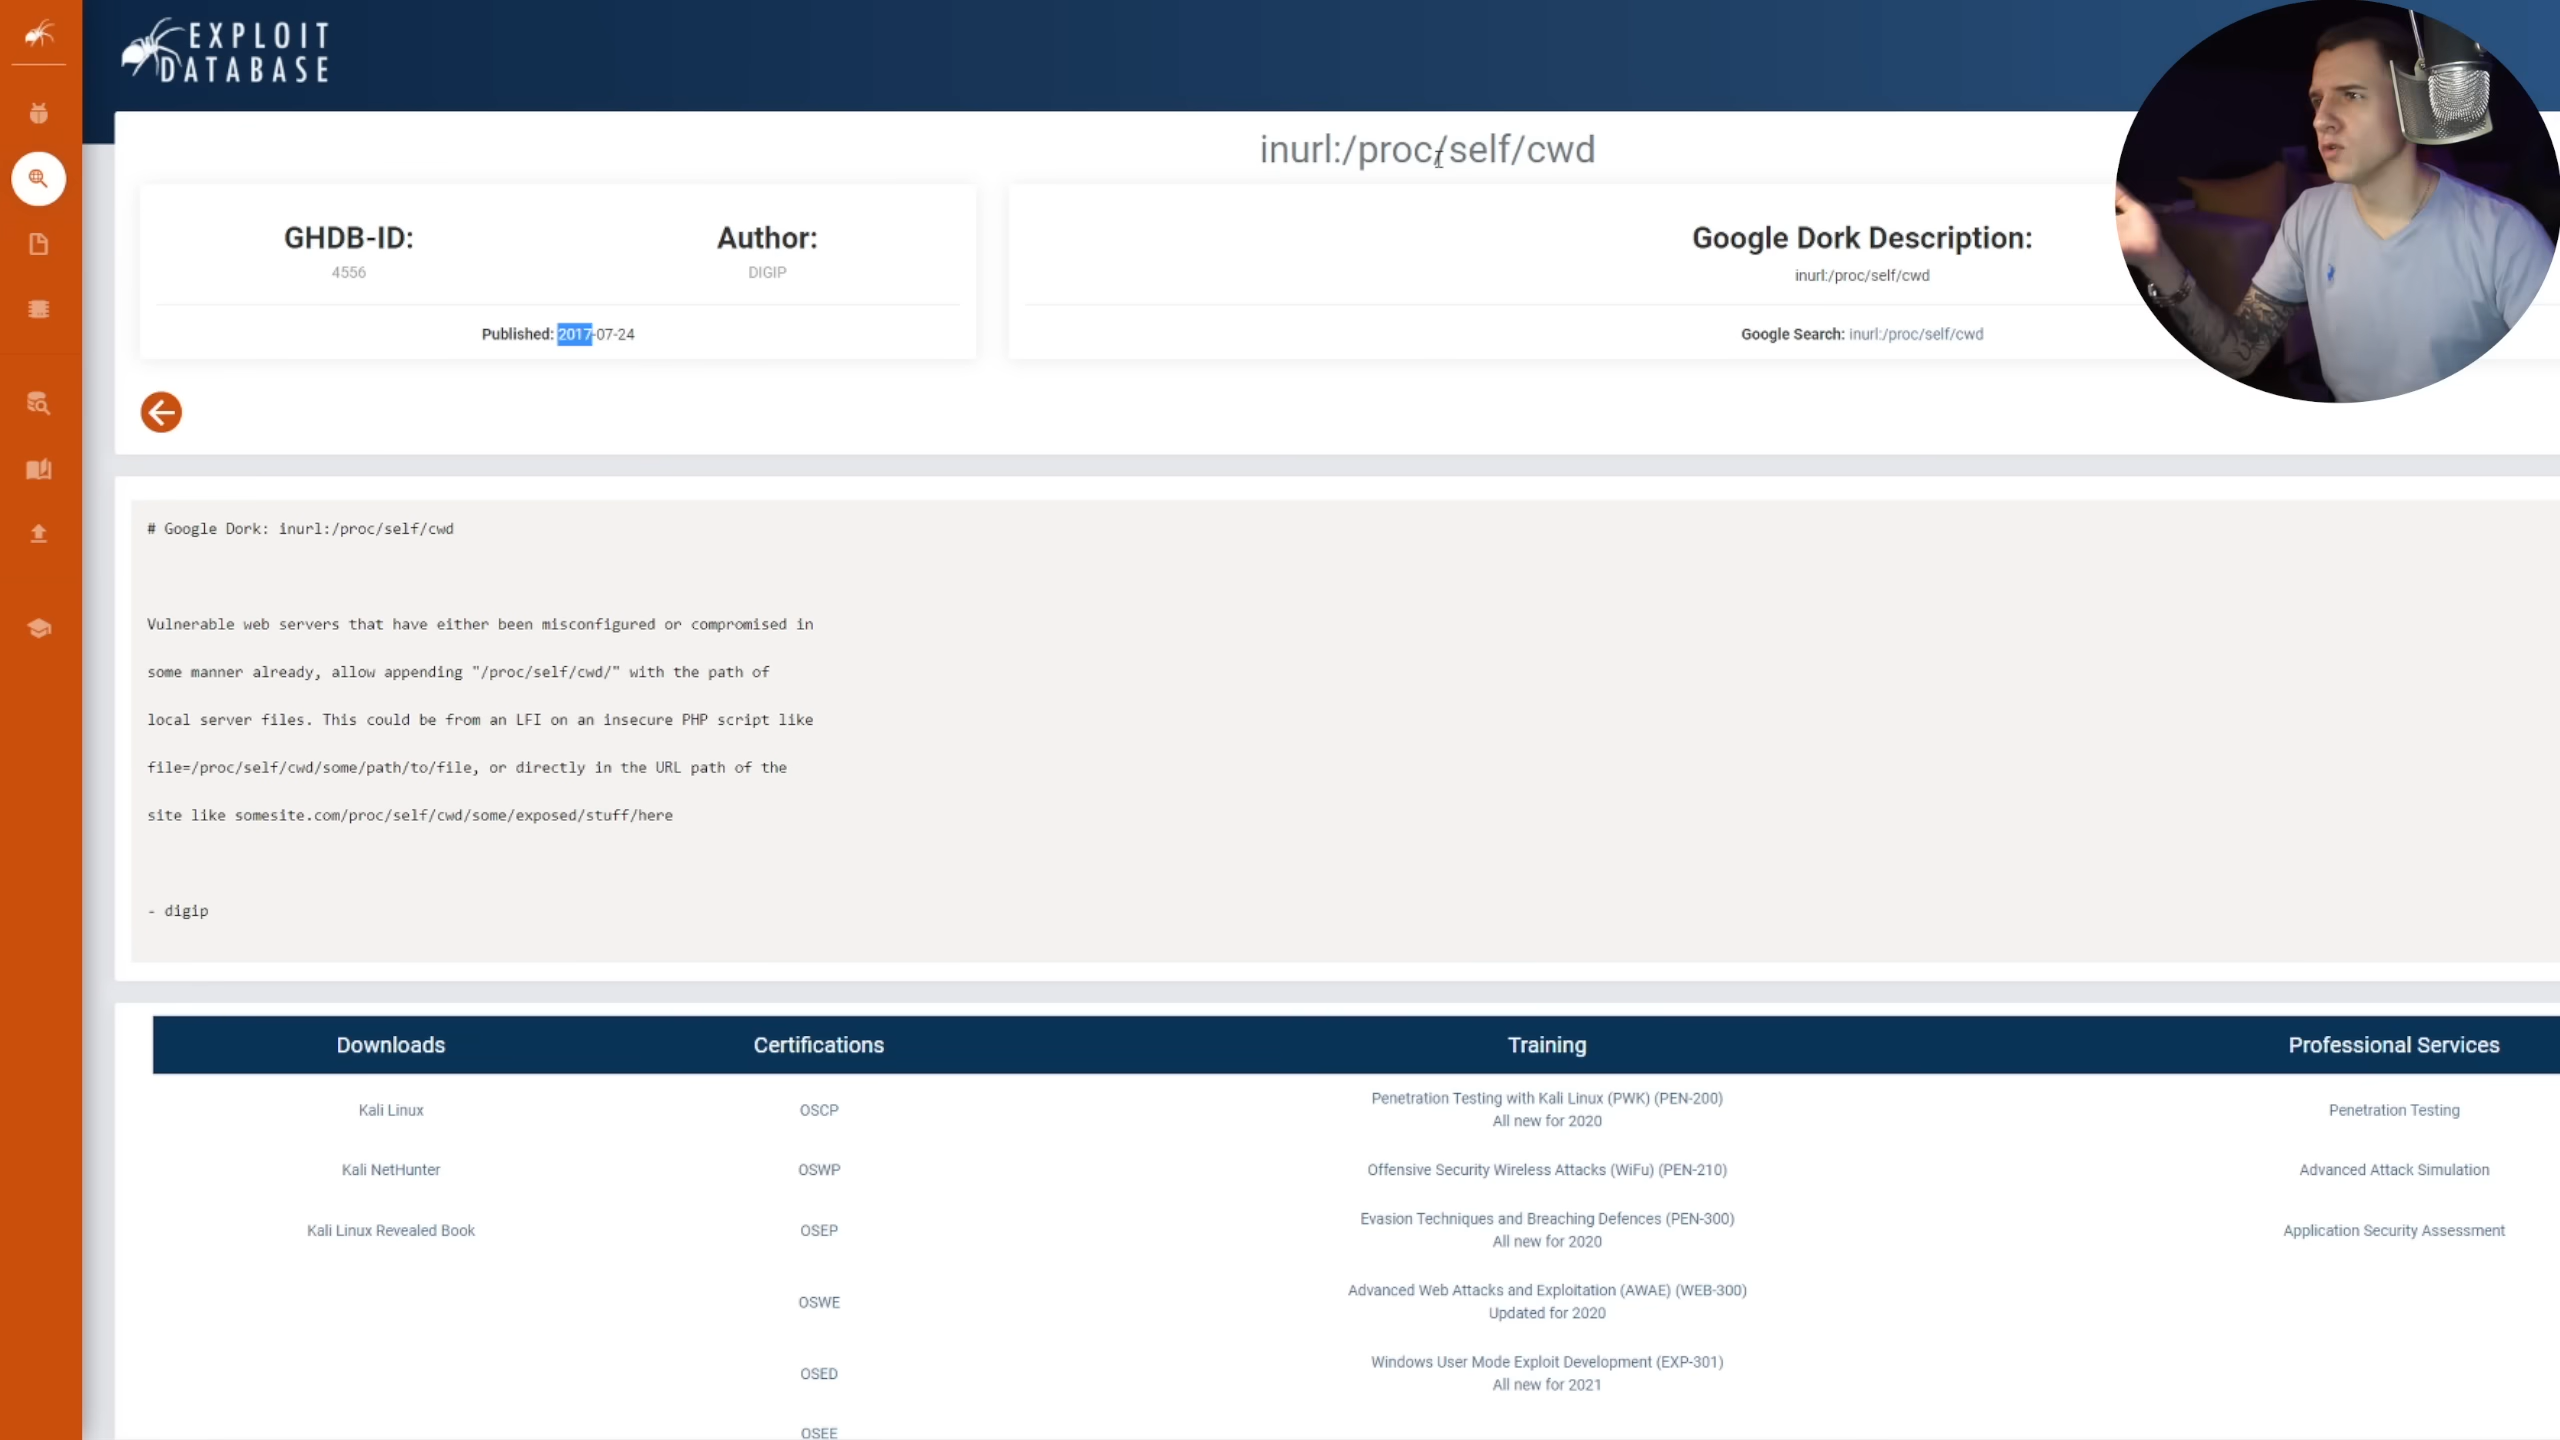 EXPLOIT
DATABASE
inurl:/proc/self/cwd
GHDB-ID:
4556
Author:
DIGIP
Published: 2017-07-24
Google Dork Description:
inurl:/proc/self/cwd
Google Search: inurl:/proc/self/cwd
# Google Dork: inurl:/proc/self/cwd
Vulnerable web servers that have either been misconfigured or compromised in
some manner already, allow appending "/proc/self/cwd/" with the path of
local server files. This could be from an LFI on an insecure PHP script like
file=/proc/self/cwd/some/path/to/file, or directly in the URL path of the
site like somesite.com/proc/self/cwd/some/exposed/stuff/here
- digip
Downloads
Kali Linux
Kali NetHunter
Kali Linux Revealed Book
Certifications
OSCP
OSWP
OSEP
OSWE
OSED
OSEE
Training
Penetration Testing with Kali Linux (PWK) (PEN-200)
All new for 2020
Offensive Security Wireless Attacks (WiFu) (PEN-210)
Evasion Techniques and Breaching Defences (PEN-300)
All new for 2020
Advanced Web Attacks and Exploitation (AWAE) (WEB-300)
Updated for 2020
Windows User Mode Exploit Development (EXP-301)
All new for 2021
Professional Services
Penetration Testing
Advanced Attack Simulation
Application Security Assessment